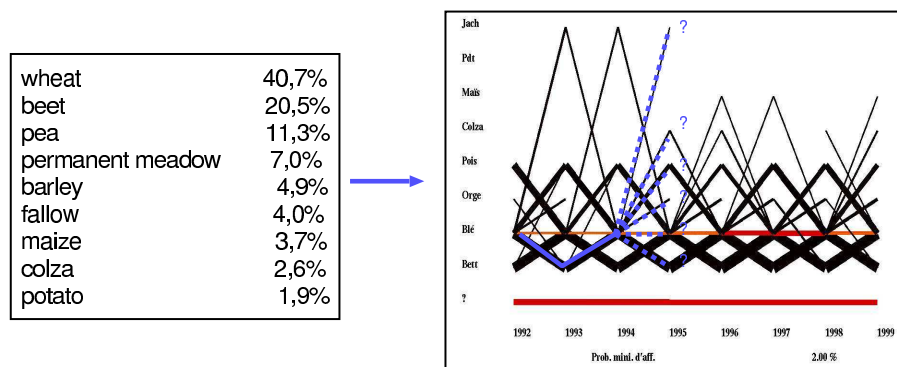 wheat 40,7%
beet 20,5%
pea 11,3%
permanent meadow 7,0%
barley 4,9%
fallow 4,0%
maize 3,7%
colza 2,6%
potato 1,9%
Jach
Pdt
Maïs
Colza
Pois
Orge
Blé
Bett
?
?
?
?
?
?
?
1992 1993 1994 1995 1996 1997 1998 1999
Prob. mini. d'aff. 2.00 %